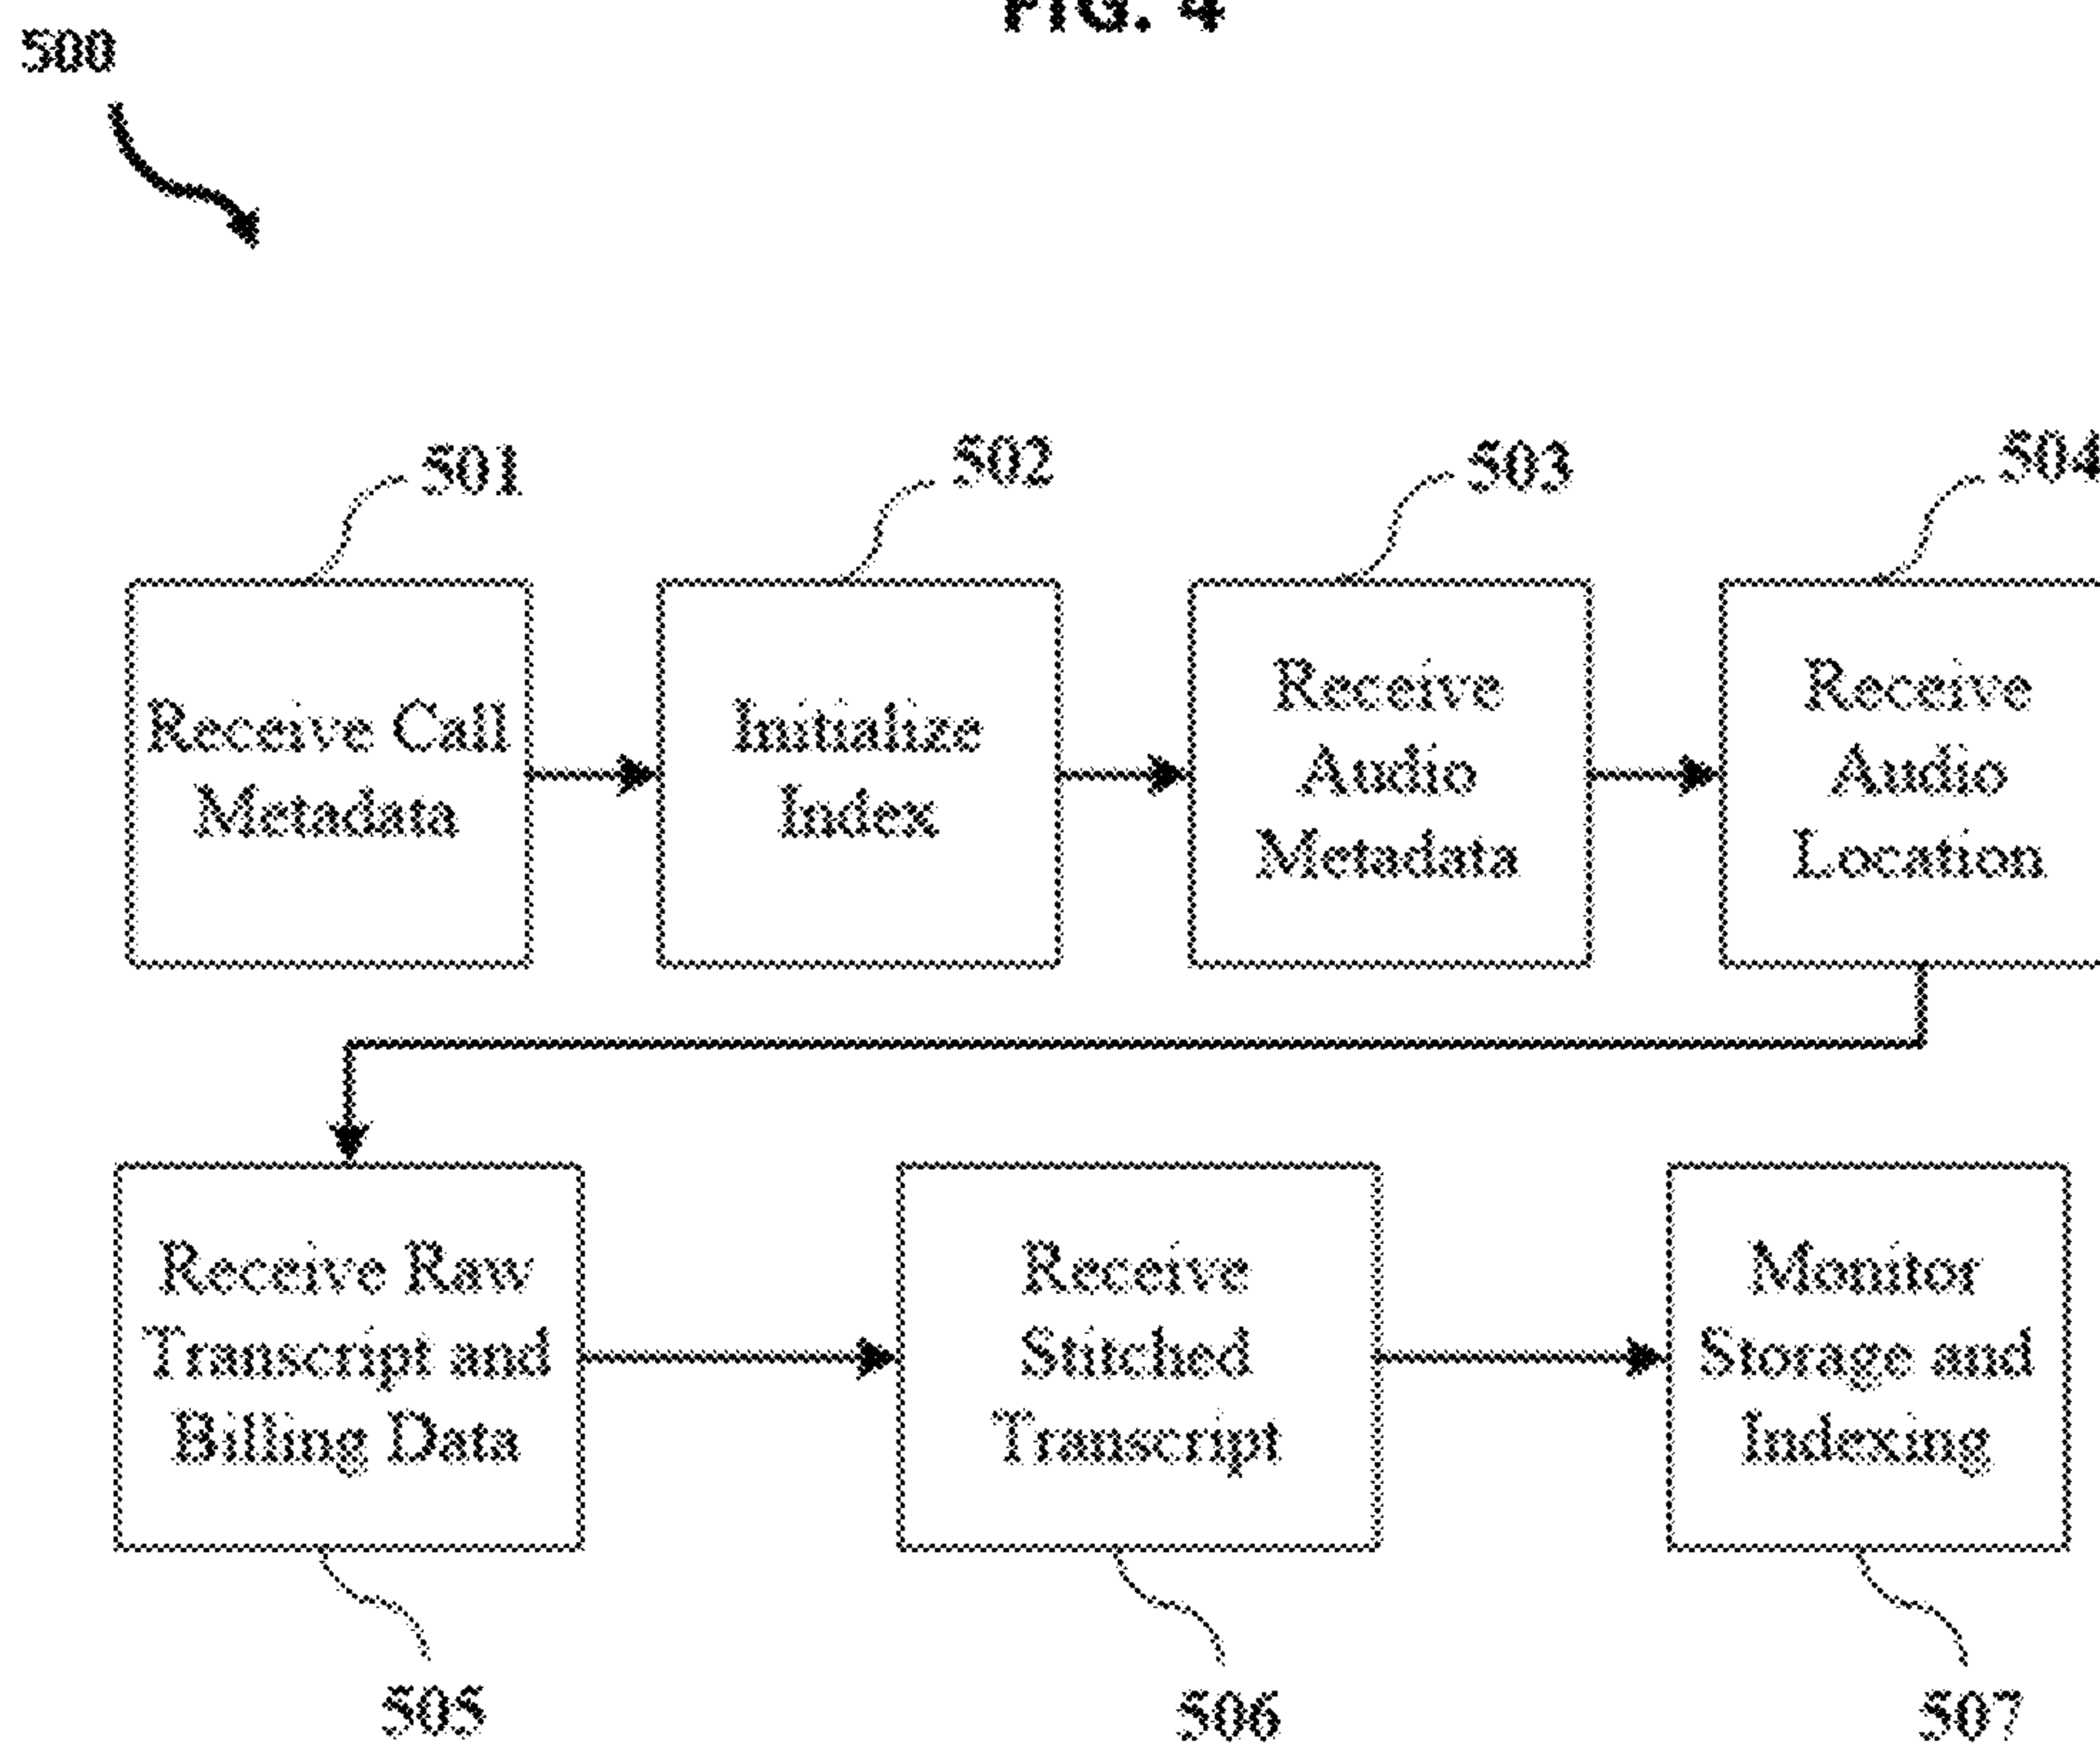 FIG. 4
500
501
502
503
504
Receive Call
Metadata
Initialize
Index
Receive
Audio
Metadata
Receive
Audio
Location
Receive Raw
Transcript and
Billing Data
Receive
Stitched
Transcript
Monitor
Storage and
Indexing
505
506
507